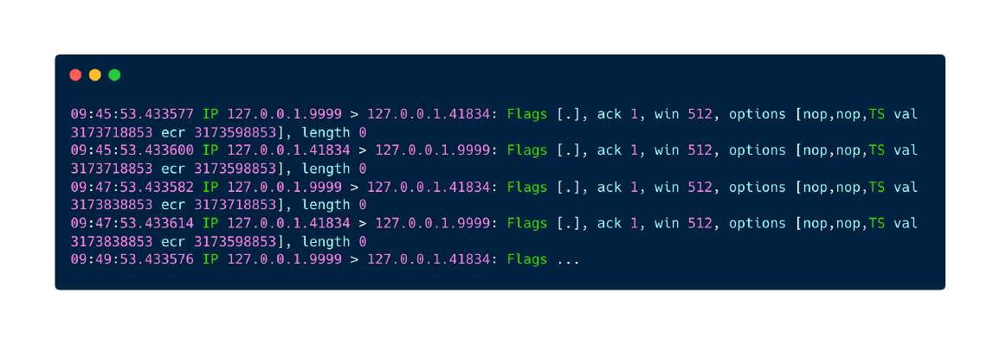 09:45:53.433577 IP 127.0.0.1.9999 > 127.0.0.1.41834: Flags [.], ack 1, win 512, options [nop,nop,TS val
3173718853 ecr 3173598853], length 0
09:45:53.433600 IP 127.0.0.1.41834 > 127.0.0.1.9999: Flags [.], ack 1, win 512, options [nop,nop,TS val
3173718853 ecr 3173718853], length 0
09:47:53.433582 IP 127.0.0.1.9999 > 127.0.0.1.41834: Flags [.], ack 1, win 512, options [nop,nop,TS val
3173838853 ecr 3173718853], length 0
09:47:53.433614 IP 127.0.0.1.41834 > 127.0.0.1.9999: Flags [.], ack 1, win 512, options [nop,nop,TS val
3173838853 ecr 3173598853], length 0
09:49:53.433576 IP 127.0.0.1.9999 > 127.0.0.1.41834: Flags ...